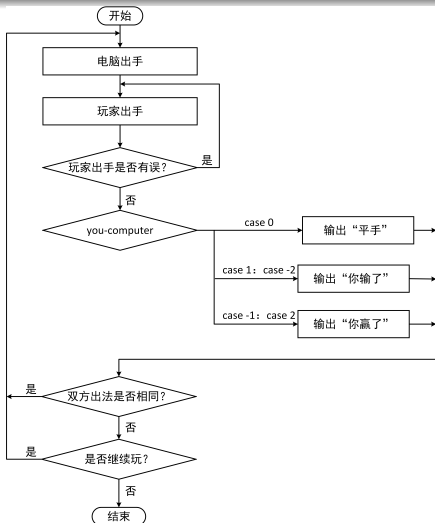 开始
电脑出手
玩家出手
玩家出手是否有误?
是
否
you-computer
case 0
输出“平手”
case 1：case -2
输出“你输了”
case -1：case 2
输出“你赢了”
双方出法是否相同?
是
否
是否继续玩?
是
否
结束